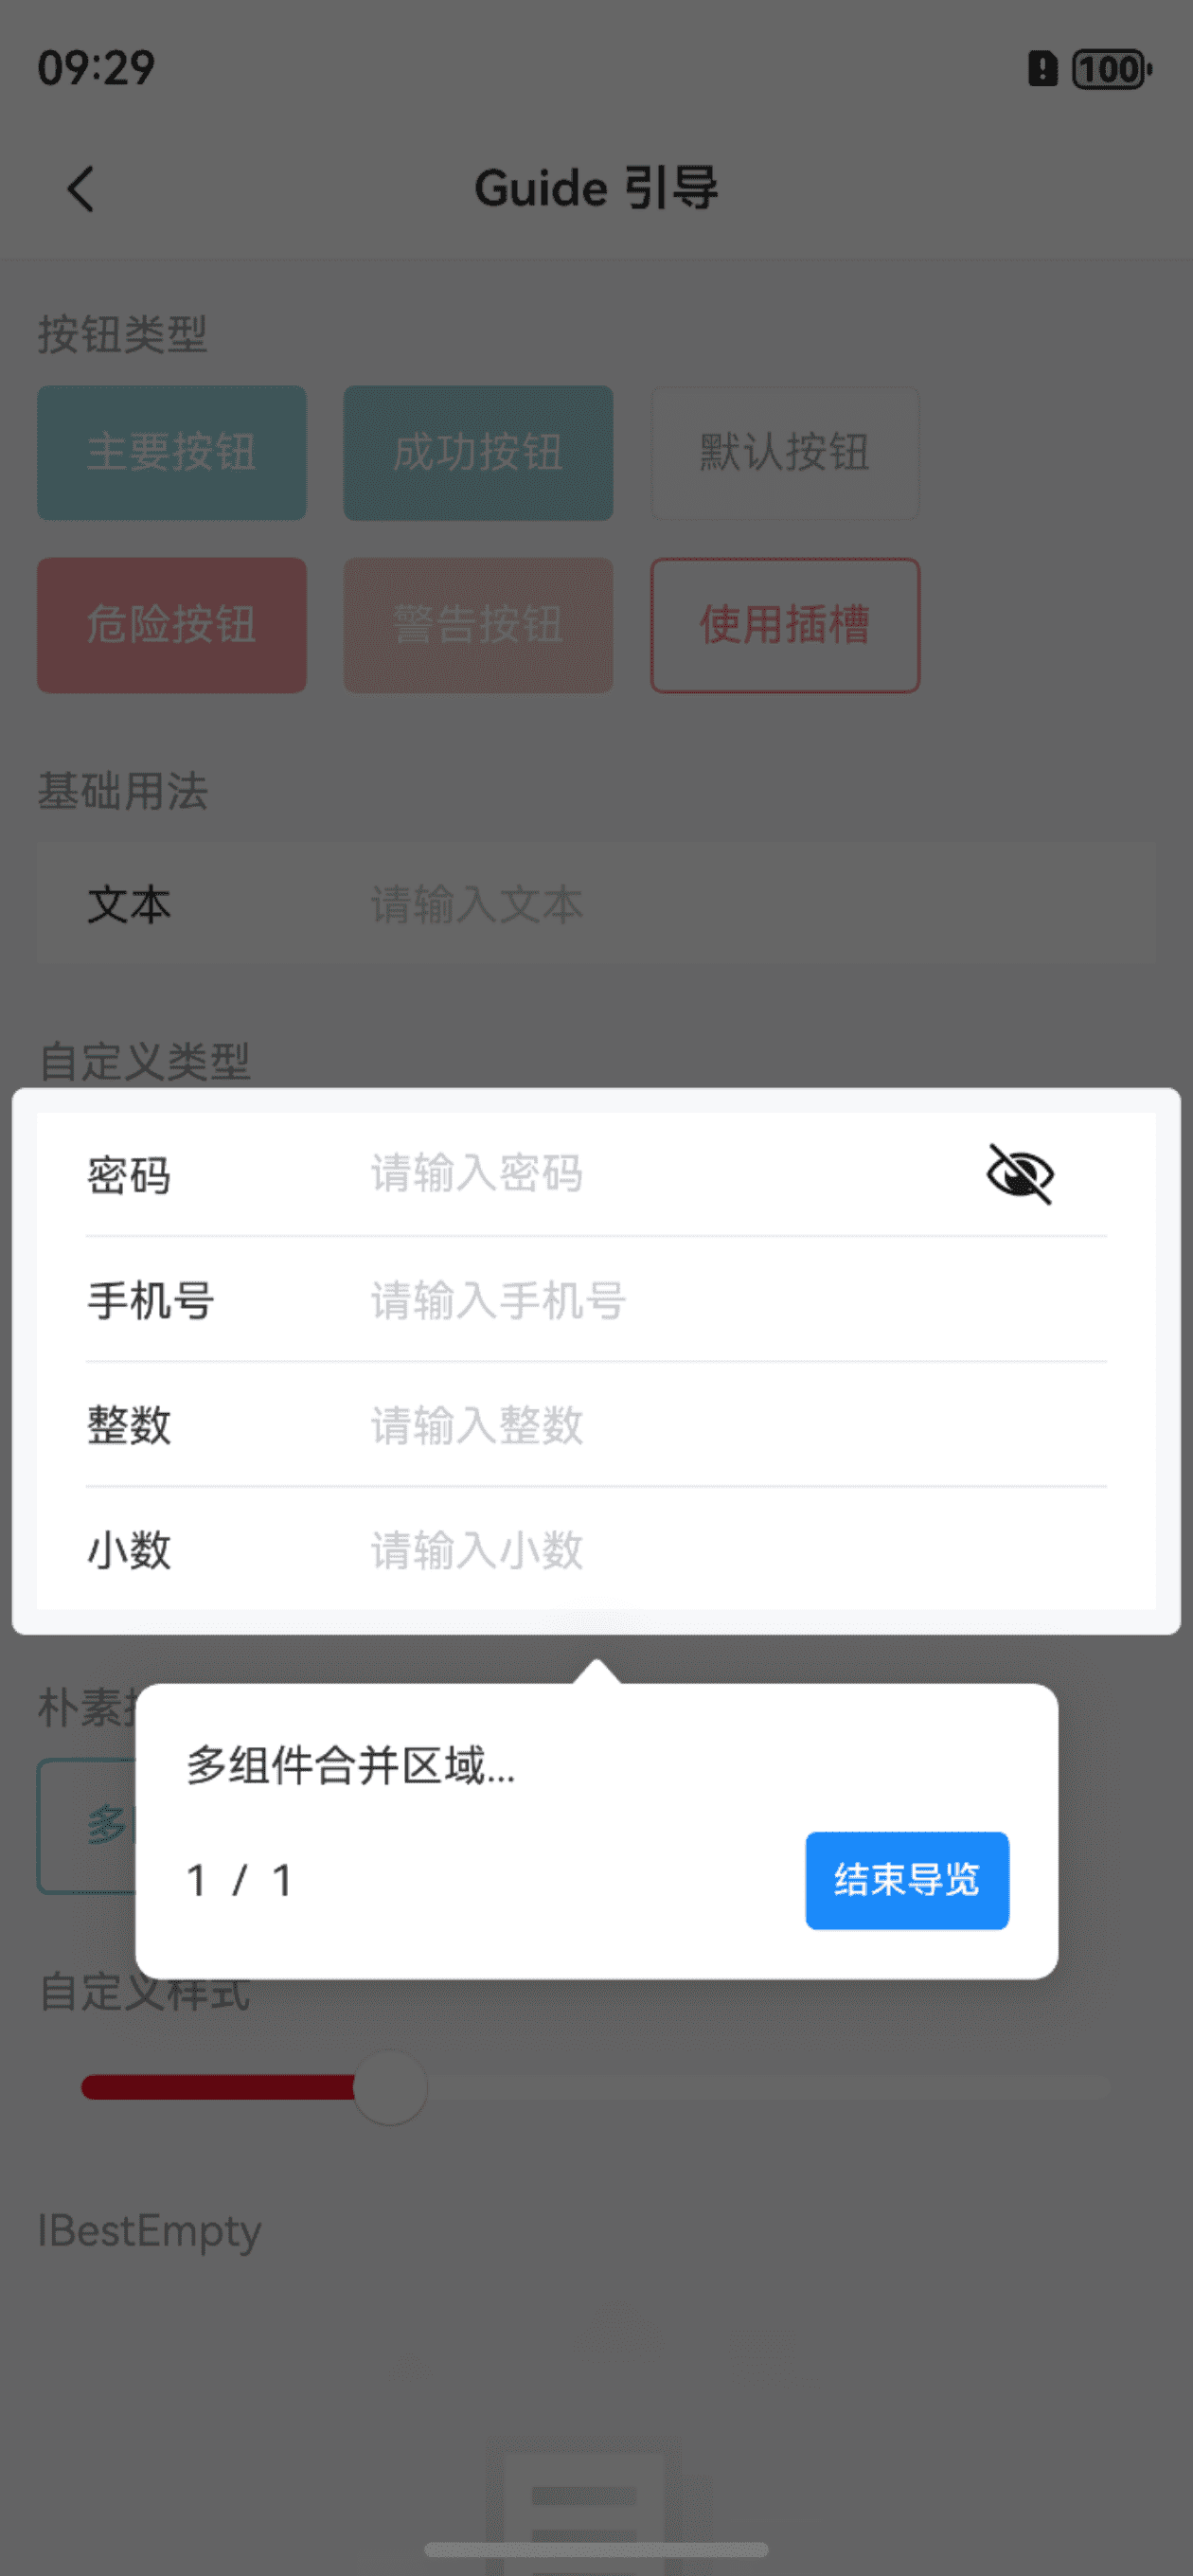 09:29
100
Guide 引导
按钮类型
主要按钮 成功按钮 默认按钮
危险按钮 警告按钮 使用插槽
基础用法
文本 请输入文本
自定义类型
密码 请输入密码
手机号 请输入手机号
整数 请输入整数
小数 请输入小数
朴素
多组件合并区域...
多
1 / 1
结束导览
自定义样式
IBestEmpty